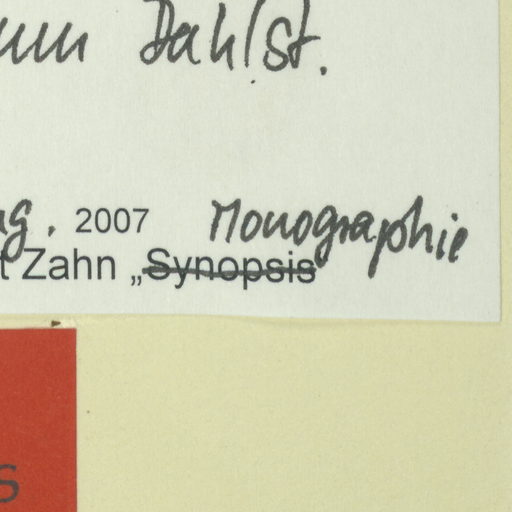 Dahlst.
2007 Monographie
t Zahn „Synopsis
s